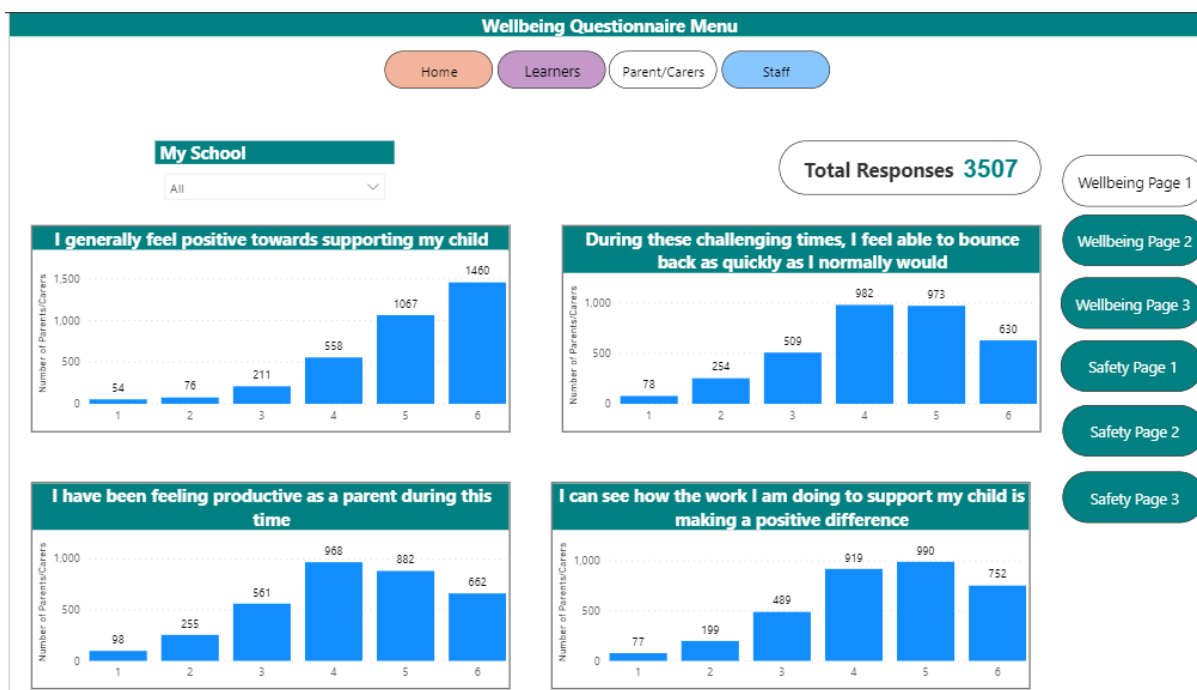 Wellbeing Questionnaire Menu
Home
Learners
Parent/Carers
Staff
My School
All
Total Responses 3507
Wellbeing Page 1
Wellbeing Page 2
Wellbeing Page 3
Safety Page 1
Safety Page 2
Safety Page 3
I generally feel positive towards supporting my child
Number of Parents/Carers
1,500
1,000
500
0
54
76
211
558
1067
1460
1
2
3
4
5
6
During these challenging times, I feel able to bounce
back as quickly as I normally would
Number of Parents/Carers
1,000
500
0
78
254
509
982
973
630
1
2
3
4
5
6
I have been feeling productive as a parent during this
time
Number of Parents/Carers
1,000
500
0
98
255
561
968
882
662
1
2
3
4
5
6
I can see how the work I am doing to support my child is
making a positive difference
Number of Parents/Carers
1,000
500
0
77
199
489
919
990
752
1
2
3
4
5
6